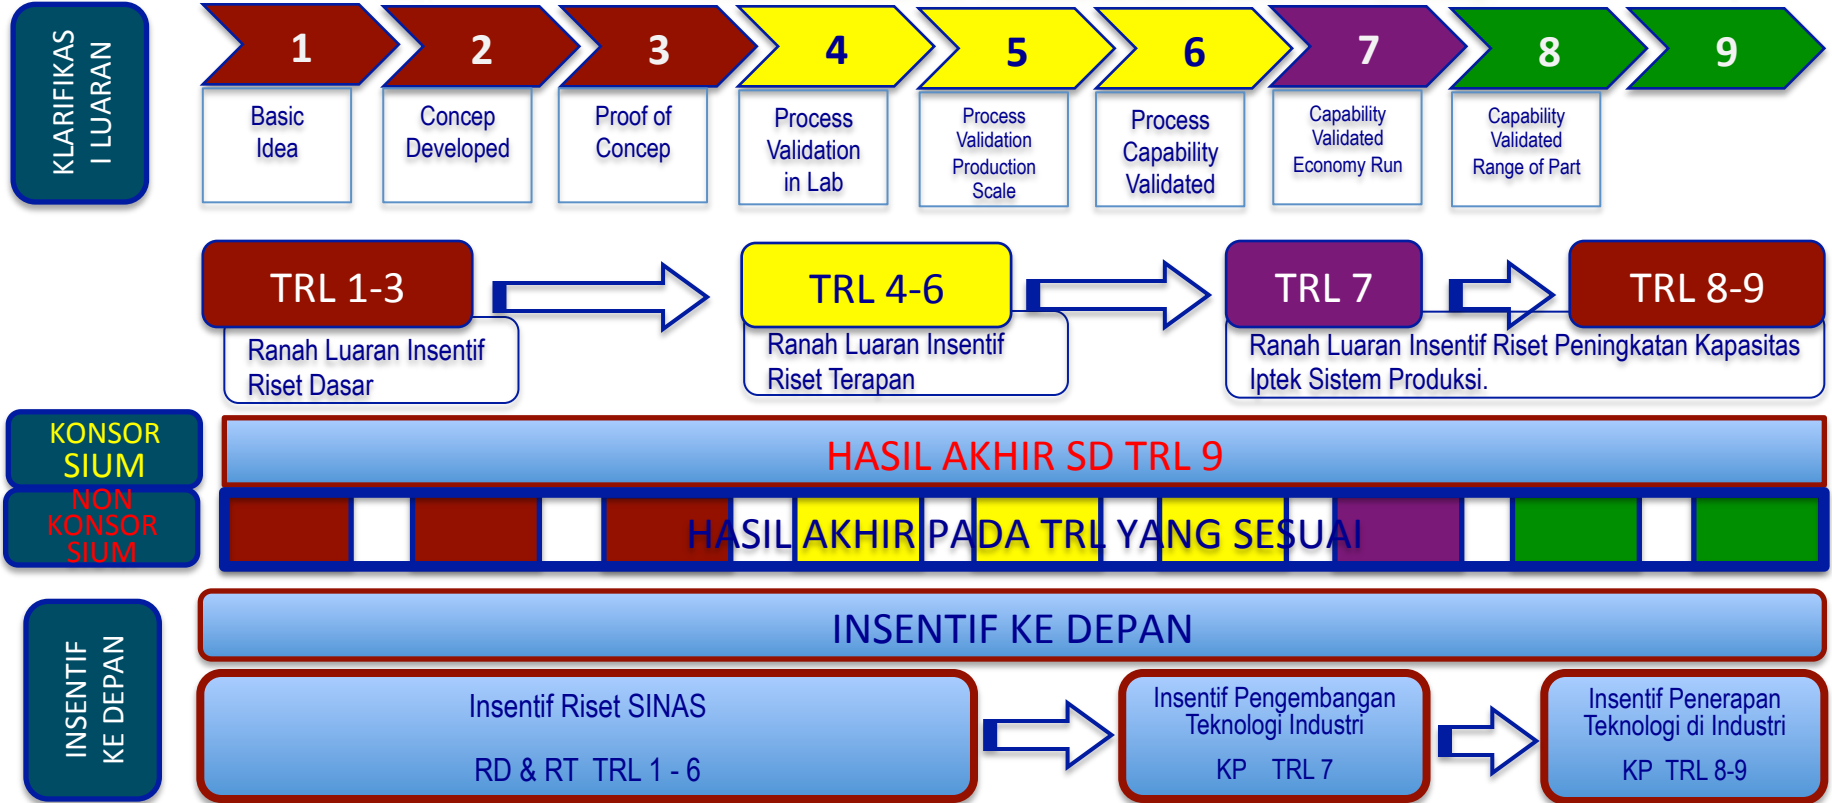 KLARIFIKAS
I LUARAN
1
2
3
4
5
6
7
8
9
Basic
Idea
Concep
Developed
Proof of
Concep
Process
Validation
in Lab
Process
Validation
Production
Scale
Process
Capability
Validated
Capability
Validated
Economy Run
Capability
Validated
Range of Part
TRL 1-3
TRL 4-6
TRL 7
TRL 8-9
Ranah Luaran Insentif
Riset Dasar
Ranah Luaran Insentif
Riset Terapan
Ranah Luaran Insentif Riset Peningkatan Kapasitas
Iptek Sistem Produksi.
KONSOR
SIUM
HASIL AKHIR SD TRL 9
NON
KONSOR
SIUM
HASIL AKHIR PADA TRL YANG SESUAI
INSENTIF
KE DEPAN
INSENTIF KE DEPAN
Insentif Riset SINAS
RD & RT TRL 1 - 6
Insentif Pengembangan
Teknologi Industri
KP TRL 7
Insentif Penerapan
Teknologi di Industri
KP TRL 8-9